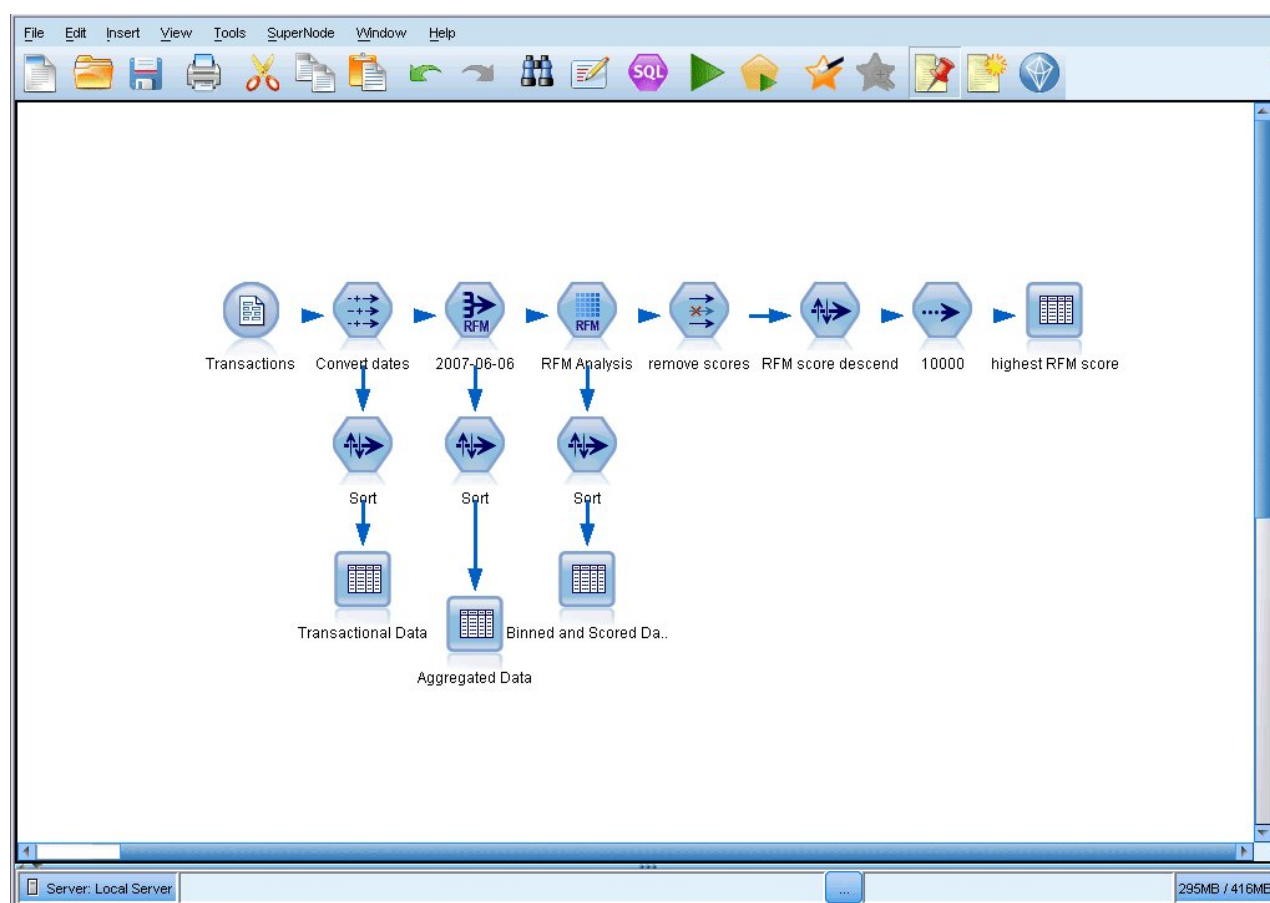 File Edit Insert View Tools SuperNode Window Help
SQL
RFM
RFM
Transactions Convert dates 2007-06-06 RFM Analysis remove scores RFM score descend 10000 highest RFM score
Sort Sort Sort
Transactional Data Binned and Scored Da..
Aggregated Data
...
Server: Local Server ... 295MB / 416ME